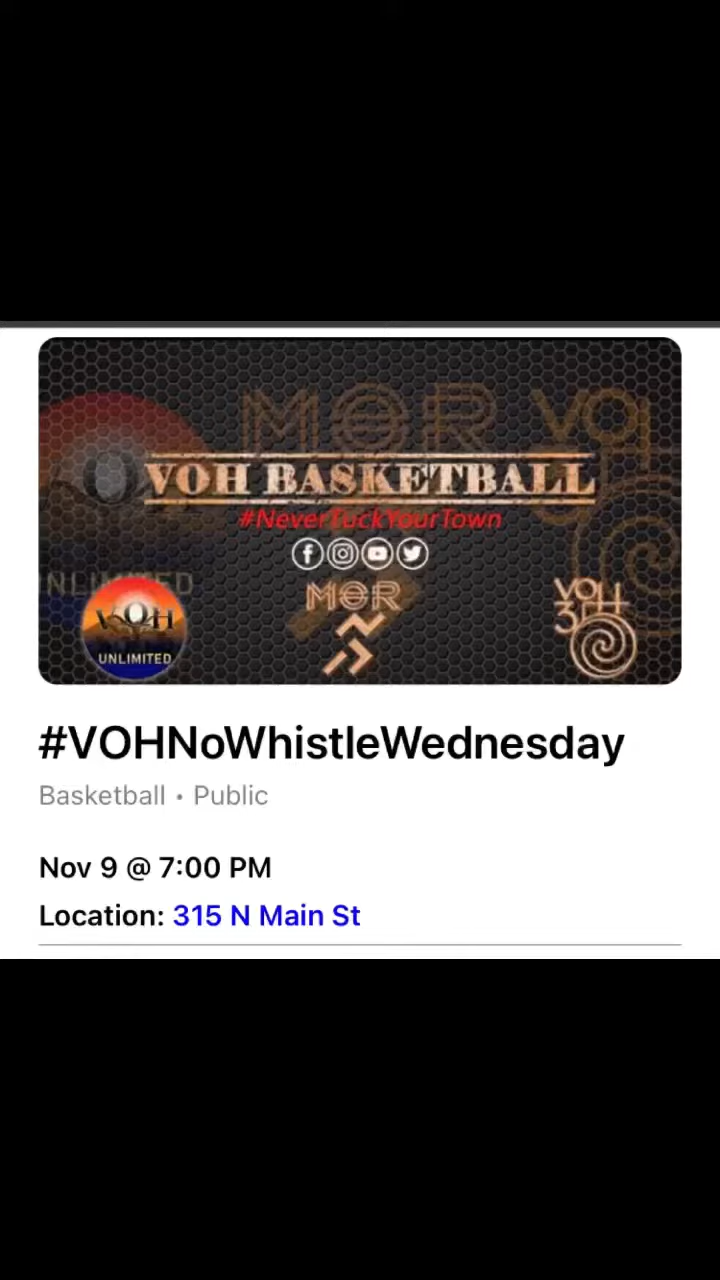 MOR VOH
VOH BASKETBALL
#NeverTuckYourTown
MOR
VOH
UNLIMITED
VOH
#VOHNoWhistleWednesday
Basketball • Public
Nov 9 @ 7:00 PM
Location: 315 N Main St